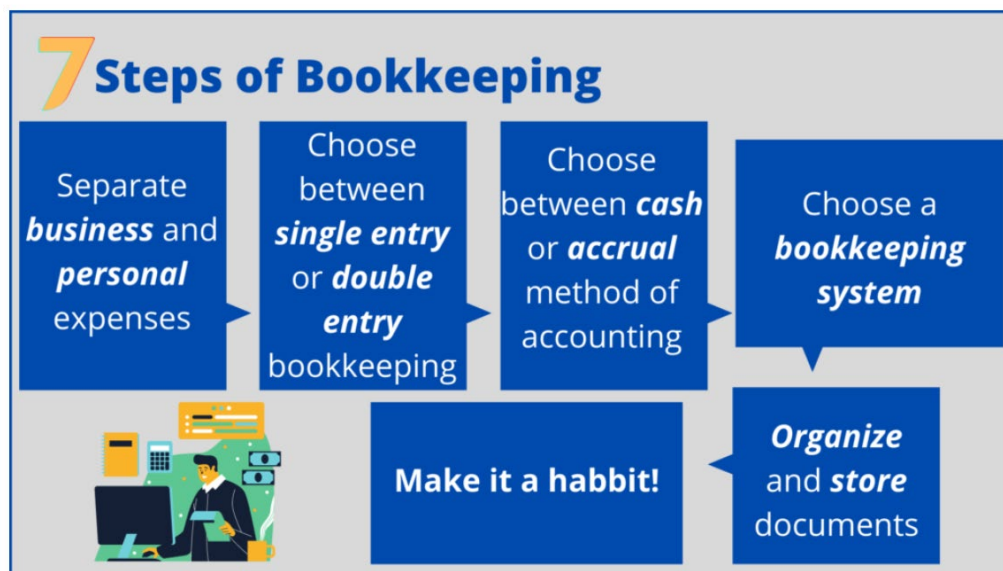 7 Steps of Bookkeeping
Separate
business and
personal
expenses
Choose
between
single entry
or double
entry
bookkeeping
Choose
between cash
or accrual
method of
accounting
Choose a
bookkeeping
system
Organize
and store
documents
Make it a habbit!